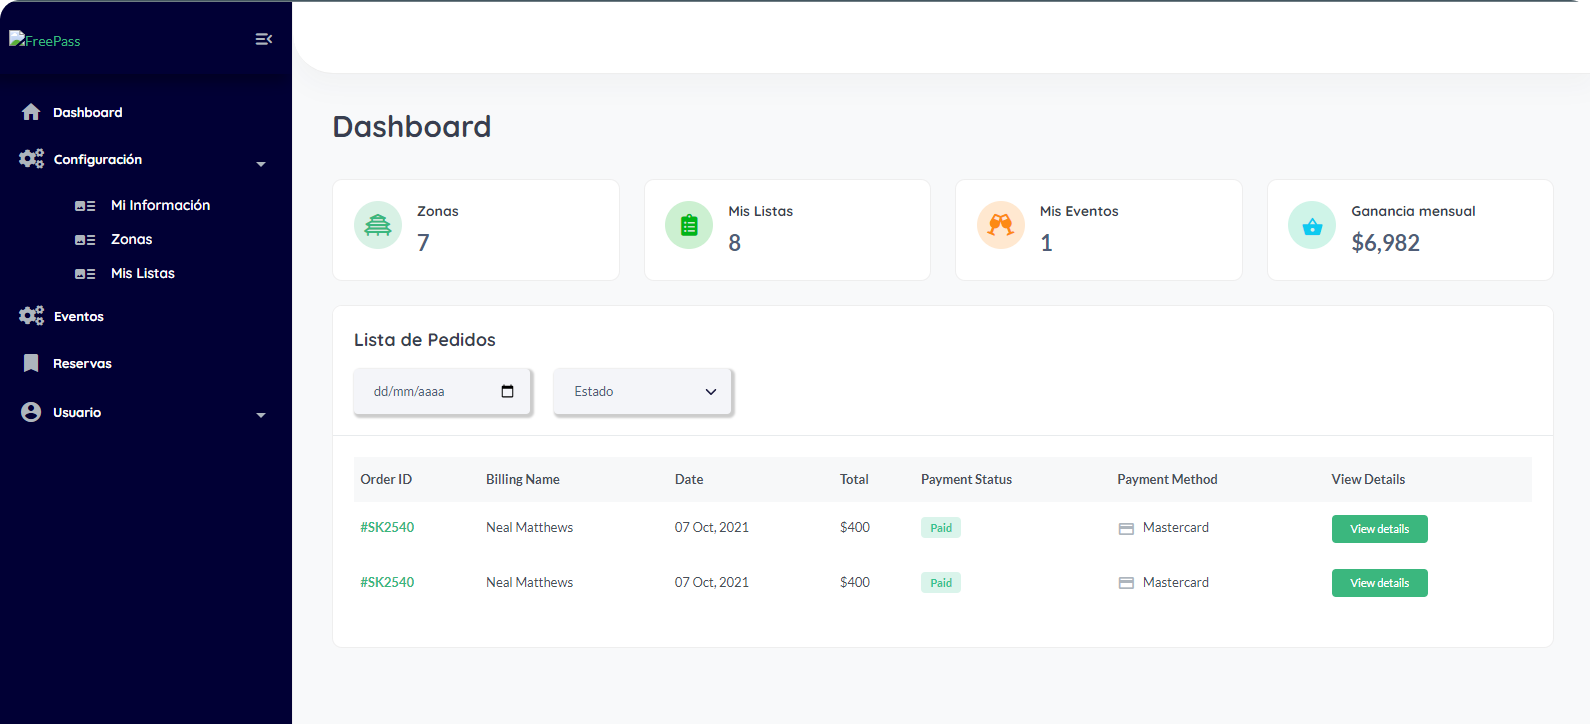 FreePass
Dashboard
Configuración
Mi Información
Zonas
Mis Listas
Eventos
Reservas
Usuario
Dashboard
Zonas
7
Mis Listas
8
Mis Eventos
1
Ganancia mensual
$6,982
Lista de Pedidos
dd/mm/aaaa Estado
Order ID Billing Name Date Total Payment Status Payment Method View Details
#SK2540 Neal Matthews 07 Oct, 2021 $400 Paid Mastercard View details
#SK2540 Neal Matthews 07 Oct, 2021 $400 Paid Mastercard View details